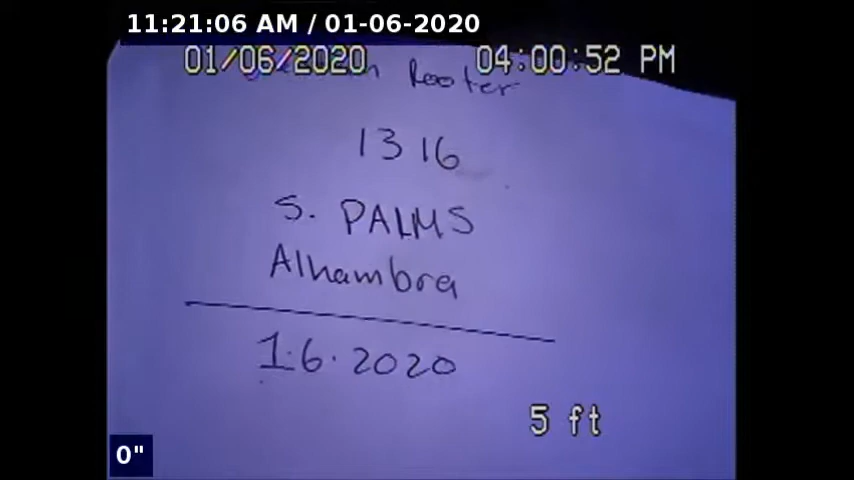 11:21:06 AM / 01-06-2020
01/06/2020 04:00:52 PM
Rooter
1316
S. PALMS
Alhambra
1.6.2020
5 ft
0"